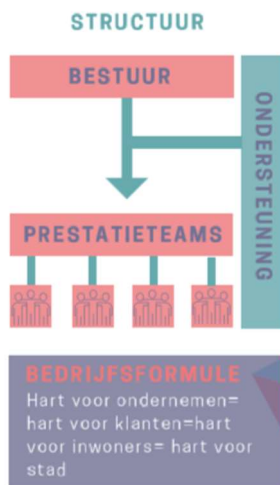 STRUCTUUR
BESTUUR
ONDERSTEUNING
PRESTATIETEAMS
BEDRIJFSFORMULE
Hart voor ondernemen=
hart voor klanten=hart
voor inwoners= hart voor
stad